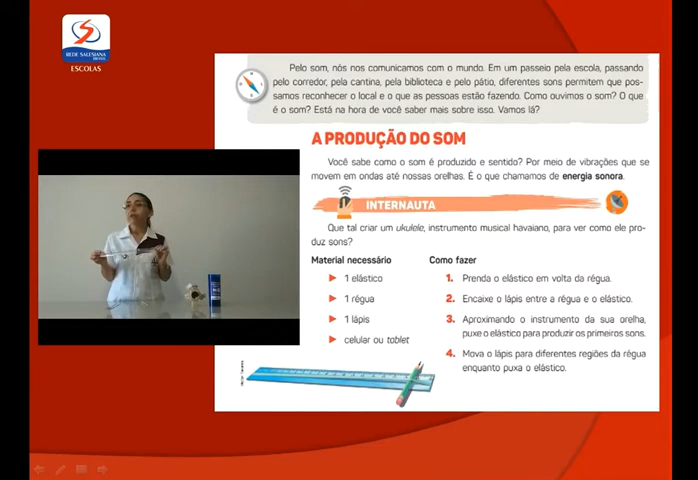 REDE SALESIANA
BRASIL
ESCOLAS
Pelo som, nós nos comunicamos com o mundo. Em um passeio pela escola, passando
pelo corredor, pela cantina, pela biblioteca e pelo pátio, diferentes sons permitem que pos-
samos reconhecer o local e o que as pessoas estão fazendo. Como ouvimos o som? O que
é o som? Está na hora de você saber mais sobre isso. Vamos lá?
A PRODUÇÃO DO SOM
Você sabe como o som é produzido e sentido? Por meio de vibrações que se
movem em ondas até nossas orelhas. É o que chamamos de energia sonora.
INTERNAUTA
Que tal criar um ukulele, instrumento musical havaiano, para ver como ele pro-
duz sons?
Material necessário
1 elástico
1 régua
1 lápis
celular ou tablet
Como fazer
1. Prenda o elástico em volta da régua.
2. Encaixe o lápis entre a régua e o elástico.
3. Aproximando o instrumento da sua orelha,
puxe o elástico para produzir os primeiros sons.
4. Mova o lápis para diferentes regiões da régua
enquanto puxa o elástico.